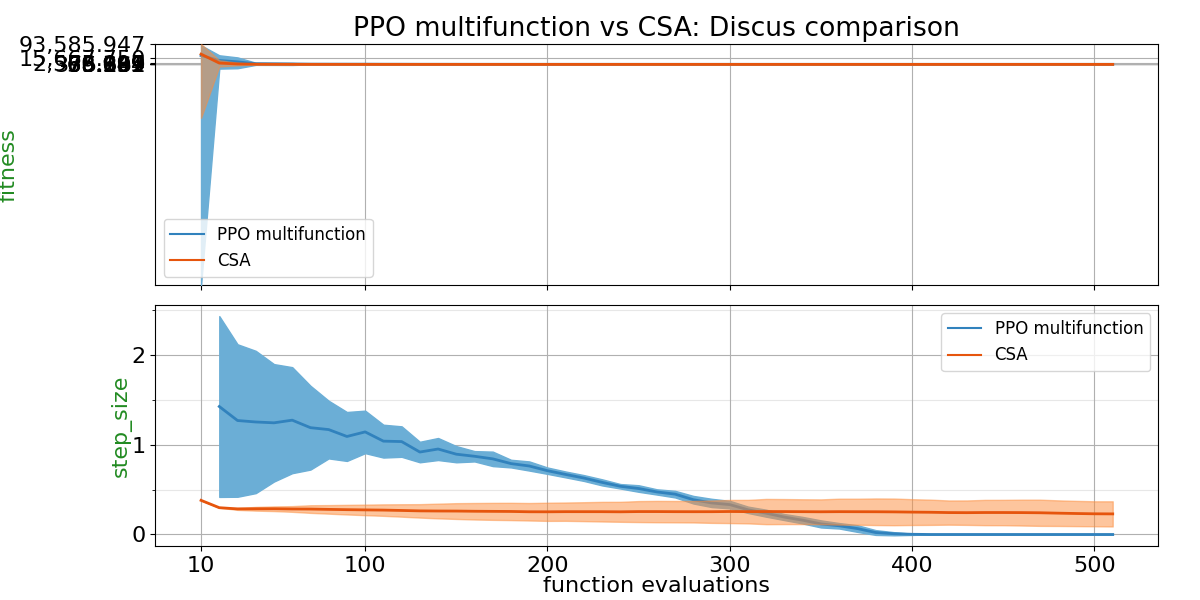 PPO multifunction vs CSA: Discus comparison
93,585.947
fitness
PPO multifunction
CSA
PPO multifunction
CSA
2
1
0
step_size
10 100 200 300 400 500
function evaluations